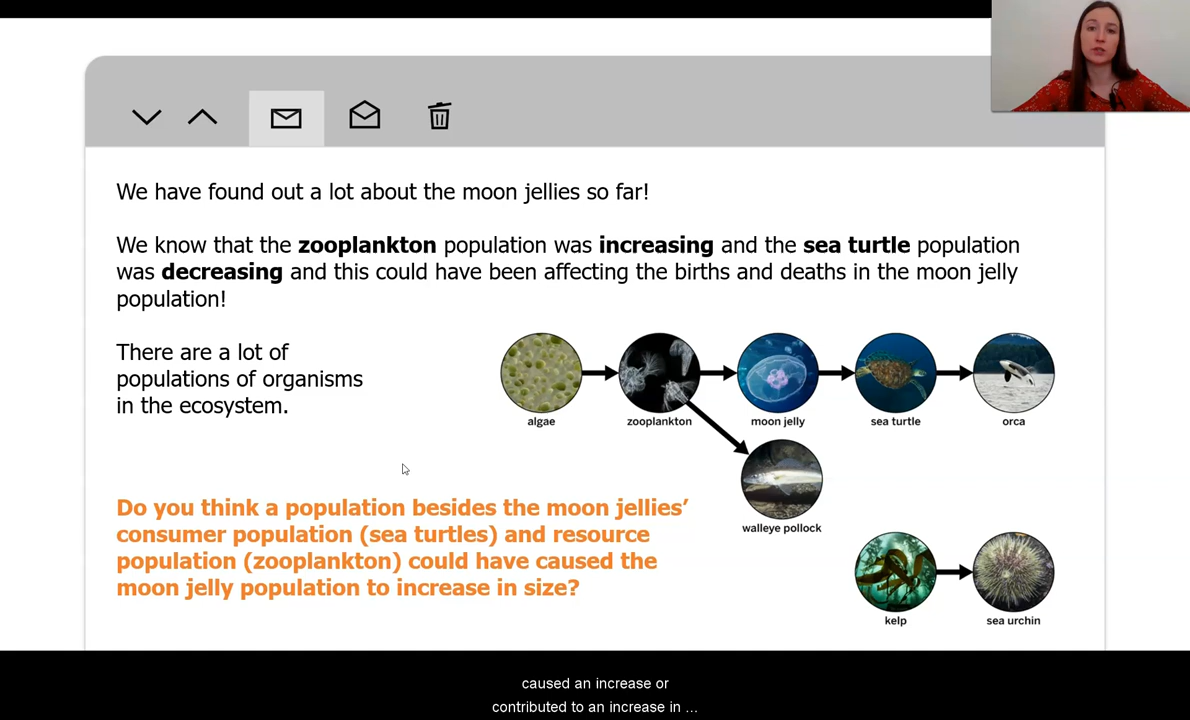 We have found out a lot about the moon jellies so far!
We know that the zooplankton population was increasing and the sea turtle population
was decreasing and this could have been affecting the births and deaths in the moon jelly
population!
There are a lot of
populations of organisms
in the ecosystem.
algae
zooplankton
moon jelly
sea turtle
orca
walleye pollock
Do you think a population besides the moon jellies’
consumer population (sea turtles) and resource
population (zooplankton) could have caused the
moon jelly population to increase in size?
kelp
sea urchin
caused an increase or
contributed to an increase in ...